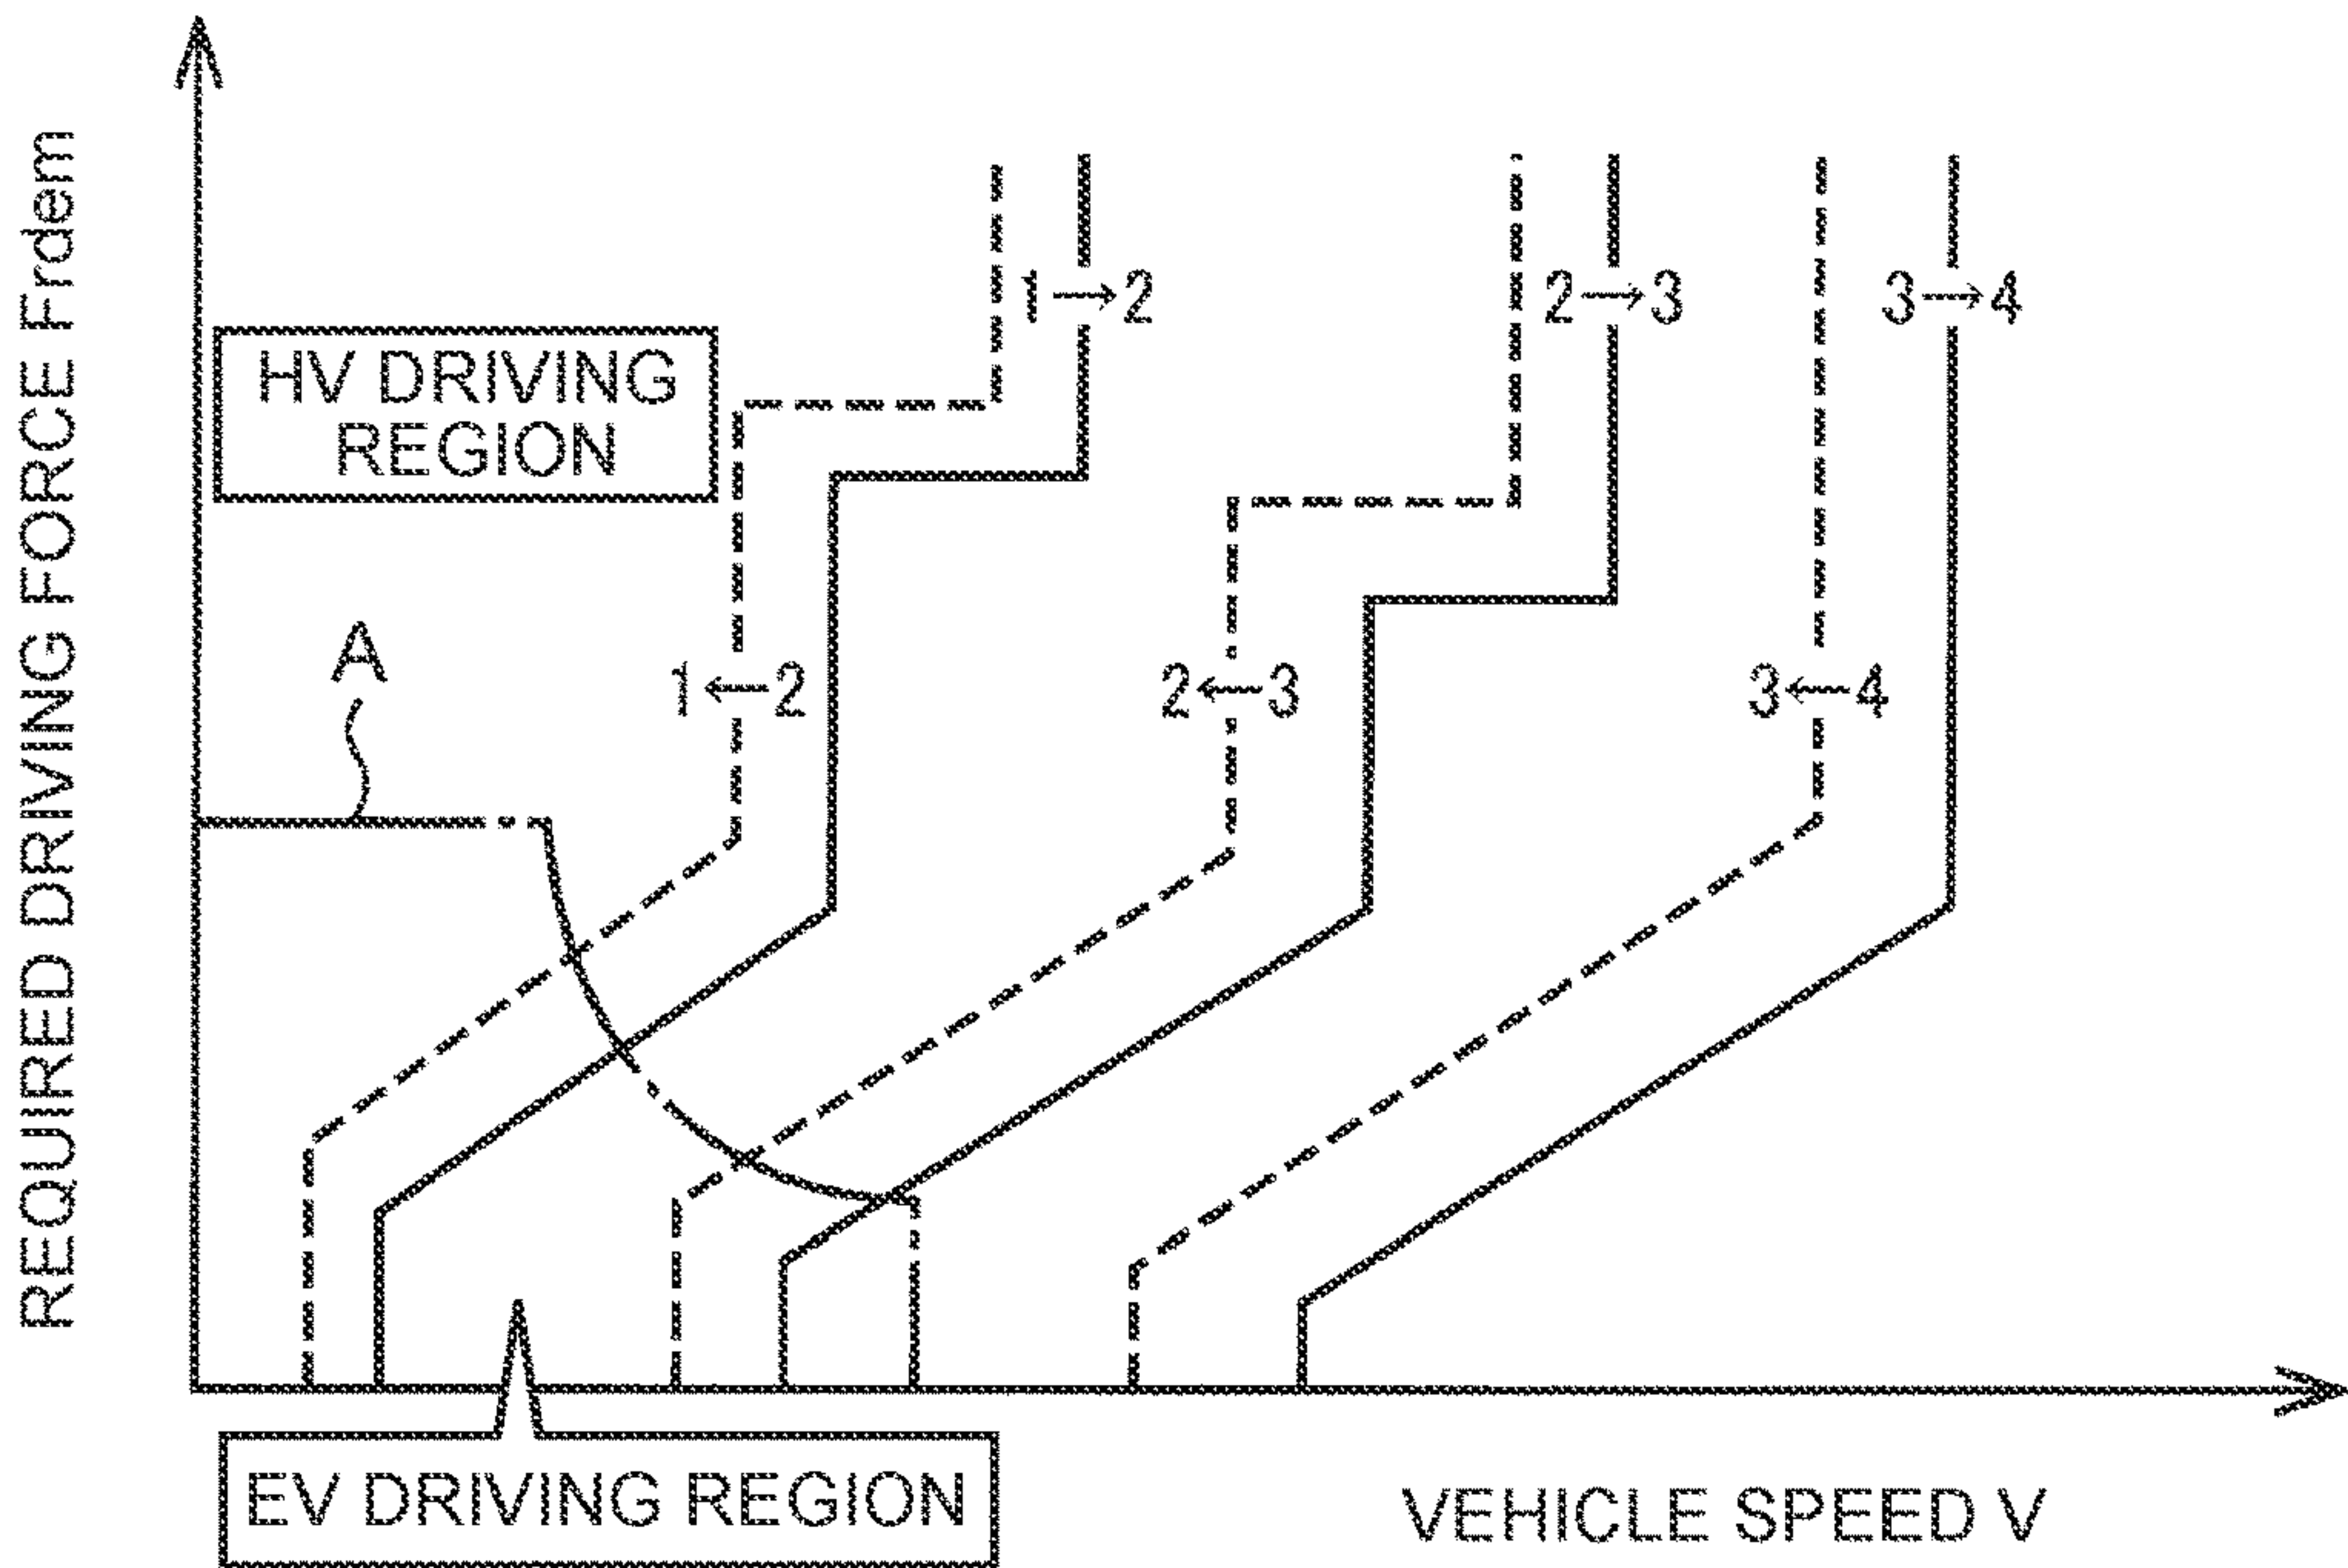 REQUIRED DRIVING FORCE Frdem
1→2
2→3
3→4
HV DRIVING
REGION
A
1←2
2←3
3←4
EV DRIVING REGION
VEHICLE SPEED V